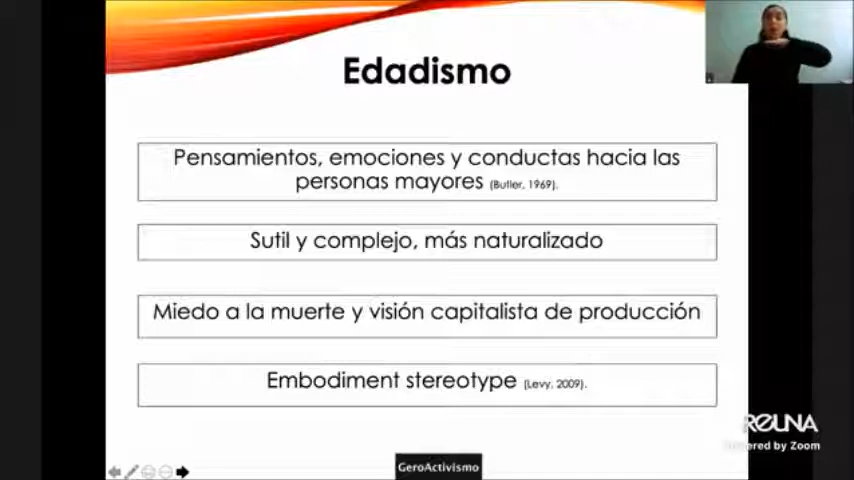 Edadismo
Pensamientos, emociones y conductas hacia las
personas mayores (Butler, 1969).
Sutil y complejo, más naturalizado
Miedo a la muerte y visión capitalista de producción
Embodiment stereotype (Levy, 2009).
REUNA
Powered by Zoom
GeroActivismo